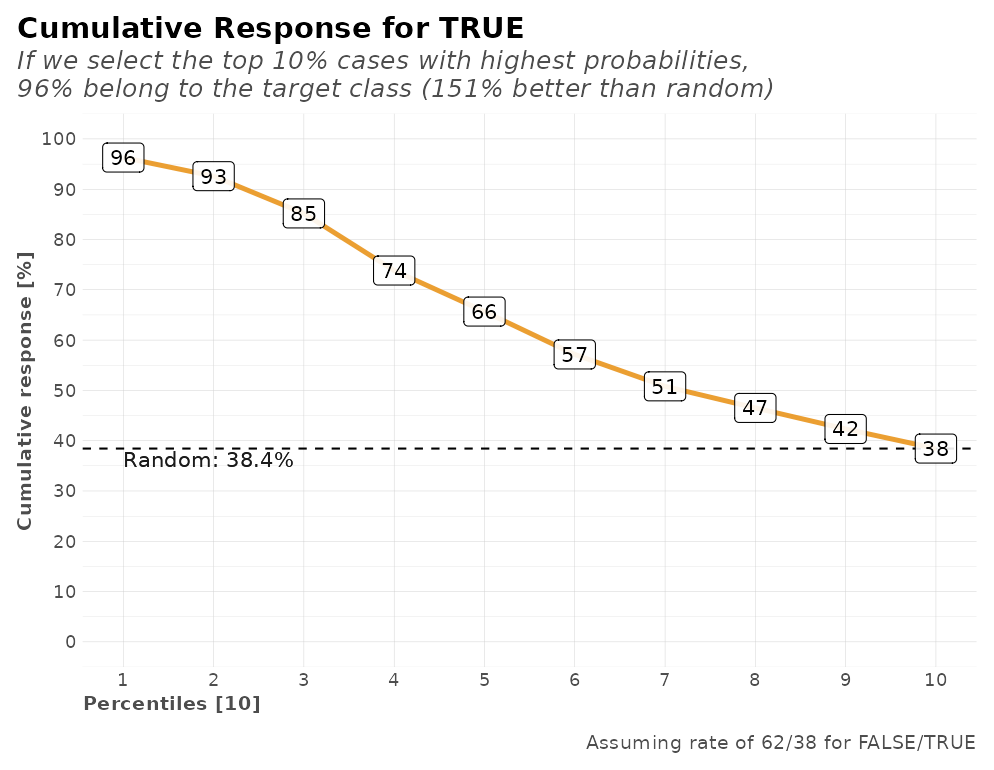 Cumulative Response for TRUE
If we select the top 10% cases with highest probabilities,
96% belong to the target class (151% better than random)
Cumulative response [%]
100
90
80
70
60
50
40
30
20
10
0
96
93
85
74
66
57
51
47
42
38
Random: 38.4%
1 2 3 4 5 6 7 8 9 10
Percentiles [10]
Assuming rate of 62/38 for FALSE/TRUE